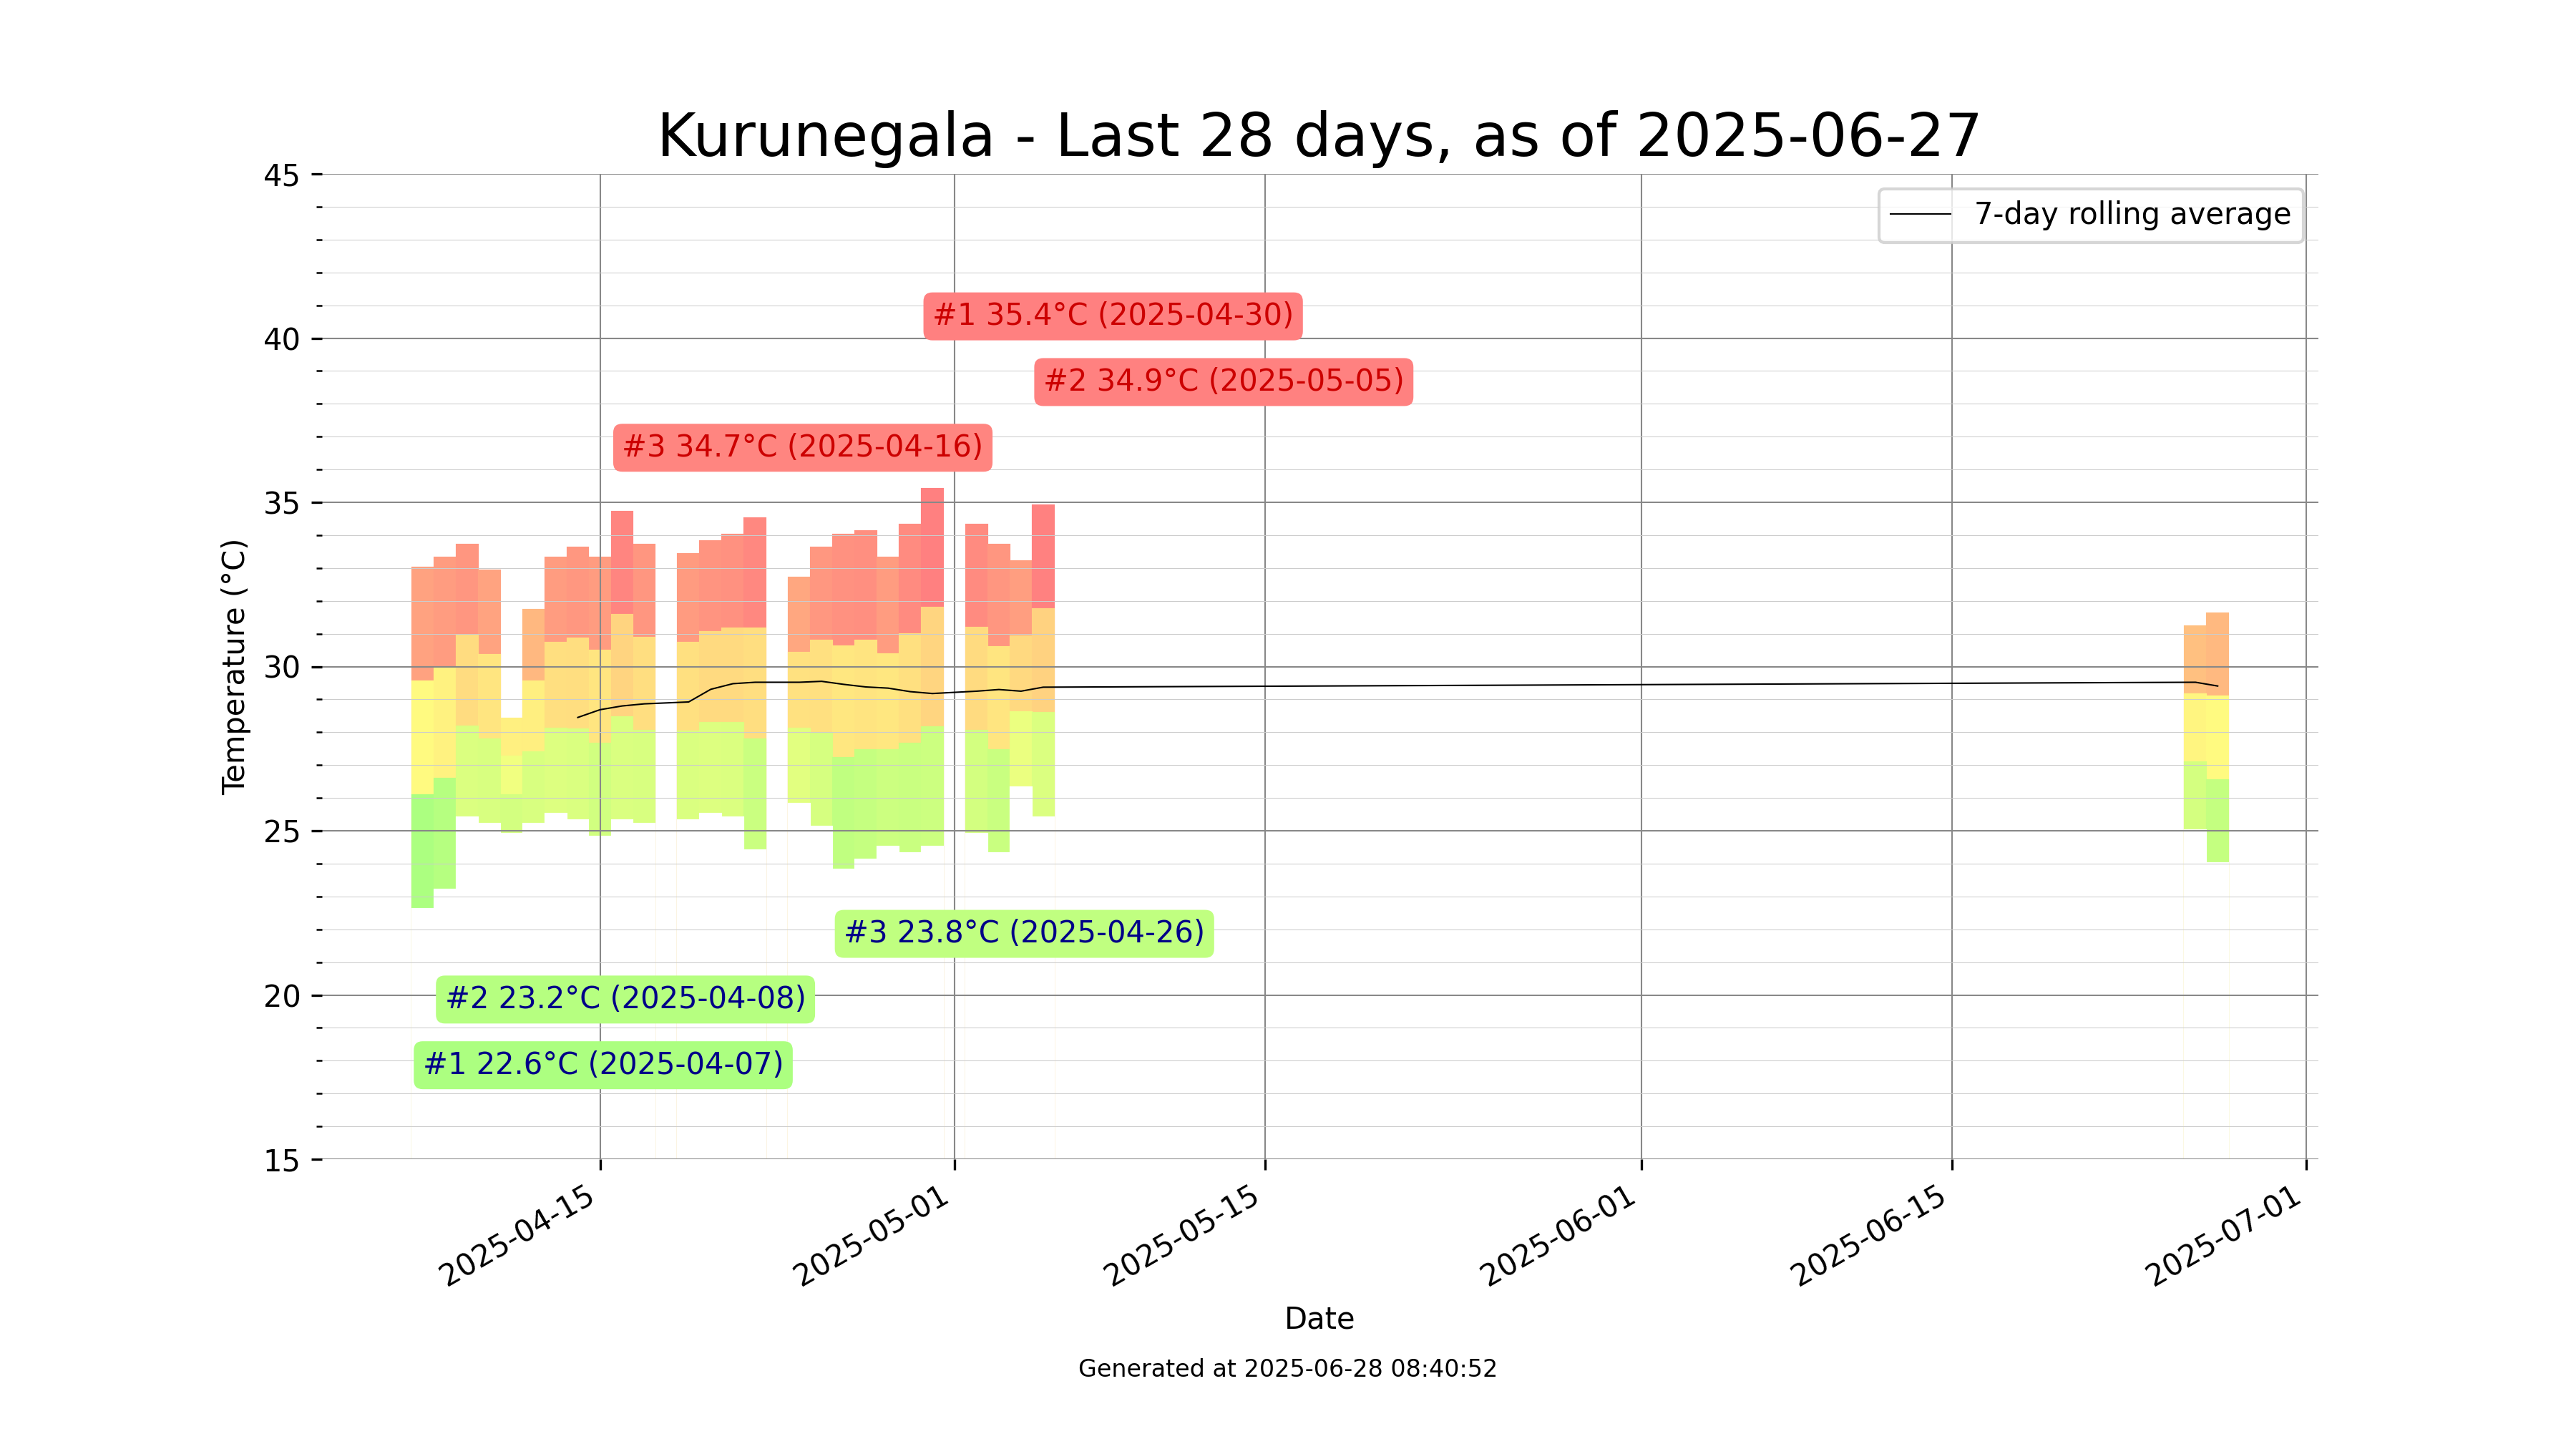 Kurunegala - Last 28 days, as of 2025-06-27
45
7-day rolling average
#1 35.4°C (2025-04-30)
40
#2 34.9°C (2025-05-05)
#3 34.7°C (2025-04-16)
35
Temperature (°C)
30
25
#3 23.8°C (2025-04-26)
20
#2 23.2°C (2025-04-08)
#1 22.6°C (2025-04-07)
15
2025-04-15
2025-05-01
2025-05-15
2025-06-01
2025-06-15
2025-07-01
Date
Generated at 2025-06-28 08:40:52